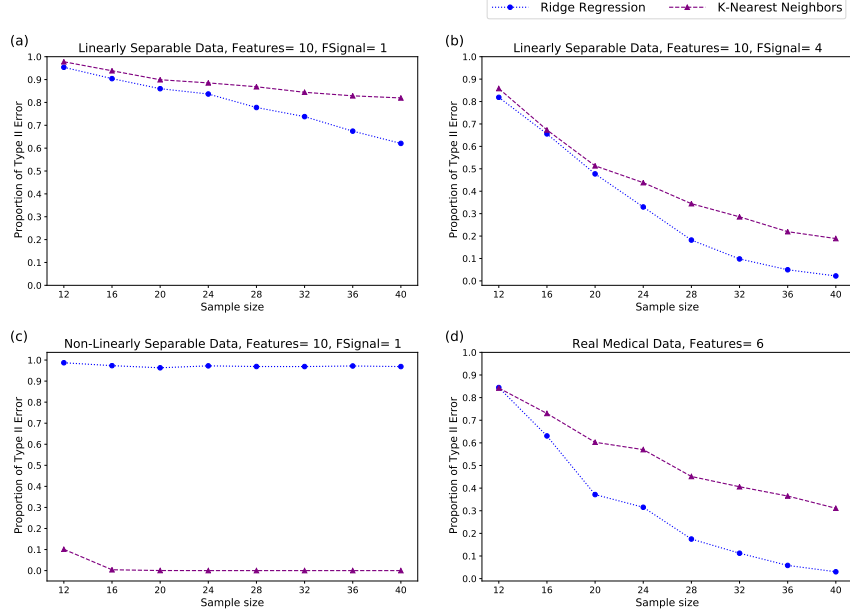 Ridge Regression K-Nearest Neighbors
(a)
Linearly Separable Data, Features= 10, FSignal= 1
Proportion of Type II Error
1.0
0.9
0.8
0.7
0.6
0.5
0.4
0.3
0.2
0.1
0.0
12 16 20 24 28 32 36 40
Sample size
(b)
Linearly Separable Data, Features= 10, FSignal= 4
Proportion of Type II Error
1.0
0.9
0.8
0.7
0.6
0.5
0.4
0.3
0.2
0.1
0.0
12 16 20 24 28 32 36 40
Sample size
(c)
Non-Linearly Separable Data, Features= 10, FSignal= 1
Proportion of Type II Error
1.0
0.9
0.8
0.7
0.6
0.5
0.4
0.3
0.2
0.1
0.0
12 16 20 24 28 32 36 40
Sample size
(d)
Real Medical Data, Features= 6
Proportion of Type II Error
1.0
0.9
0.8
0.7
0.6
0.5
0.4
0.3
0.2
0.1
0.0
12 16 20 24 28 32 36 40
Sample size